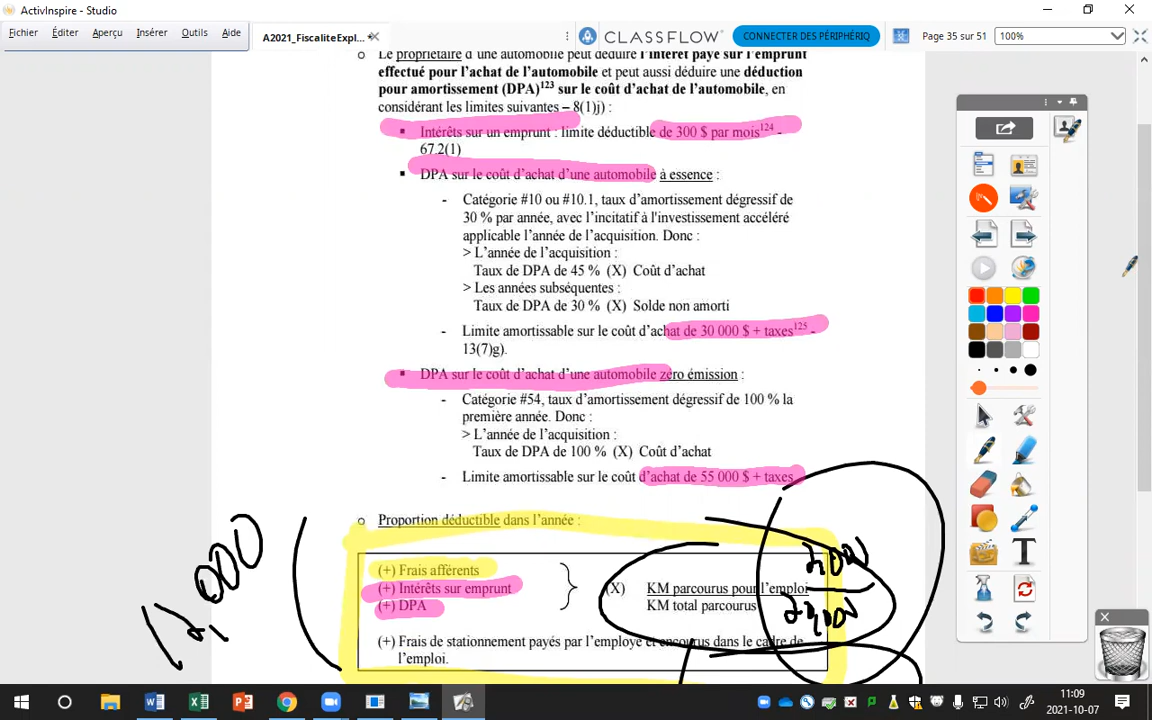 ActivInspire - Studio
Fichier Éditer Aperçu Insérer Outils Aide
A2021_FiscaliteExpl...
CLASSFLOW
CONNECTER DES PÉRIPHÉRIQ
Page 35 sur 51
100%
o Le propriétaire d'une automobile peut déduire l'intérêt payé sur l'emprunt
effectué pour l'achat de l'automobile et peut aussi déduire une déduction
pour amortissement (DPA)123 sur le coût d'achat de l'automobile, en
considérant les limites suivantes – 8(1)j) :
▪ Intérêts sur un emprunt : limite déductible de 300 $ par mois124 -
67.2(1)
▪ DPA sur le coût d'achat d'une automobile à essence :
- Catégorie #10 ou #10.1, taux d'amortissement dégressif de
30 % par année, avec l'incitatif à l'investissement accéléré
applicable l'année de l'acquisition. Donc :
> L'année de l'acquisition :
Taux de DPA de 45 % (X) Coût d'achat
> Les années subséquentes :
Taux de DPA de 30 % (X) Solde non amorti
- Limite amortissable sur le coût d'achat de 30 000 $ + taxes125 -
13(7)g).
▪ DPA sur le coût d'achat d'une automobile zéro émission :
- Catégorie #54, taux d'amortissement dégressif de 100 % la
première année. Donc :
> L'année de l'acquisition :
Taux de DPA de 100 % (X) Coût d'achat
- Limite amortissable sur le coût d'achat de 55 000 $ + taxes
o Proportion déductible dans l'année :
(+) Frais afférents
(+) Intérêts sur emprunt
(+) DPA
(X) KM parcourus pour l'emploi
KM total parcourus
(+) Frais de stationnement payés par l'employé et encourus dans le cadre de
l'emploi.
11:09
2021-10-07